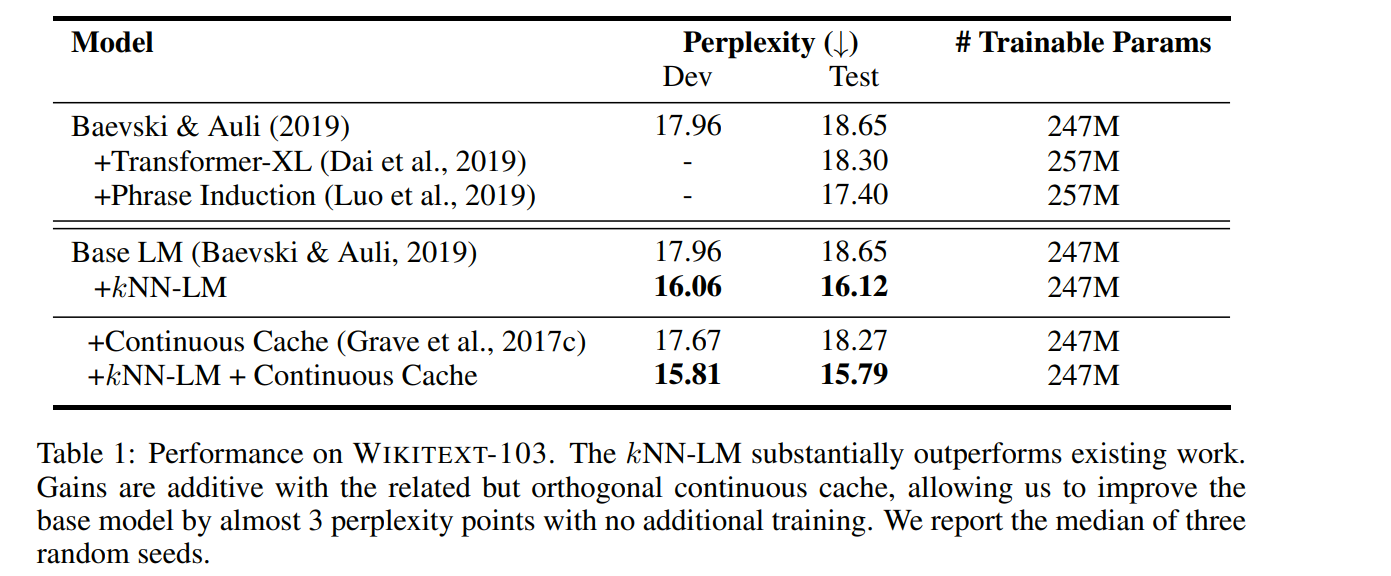 Model Perplexity (↓) # Trainable Params
Dev Test
Baevski & Auli (2019) 17.96 18.65 247M
+Transformer-XL (Dai et al., 2019) - 18.30 257M
+Phrase Induction (Luo et al., 2019) - 17.40 257M
Base LM (Baevski & Auli, 2019) 17.96 18.65 247M
+kNN-LM 16.06 16.12 247M
+Continuous Cache (Grave et al., 2017c) 17.67 18.27 247M
+kNN-LM + Continuous Cache 15.81 15.79 247M
Table 1: Performance on WIKITEXT-103. The kNN-LM substantially outperforms existing work.
Gains are additive with the related but orthogonal continuous cache, allowing us to improve the
base model by almost 3 perplexity points with no additional training. We report the median of three
random seeds.